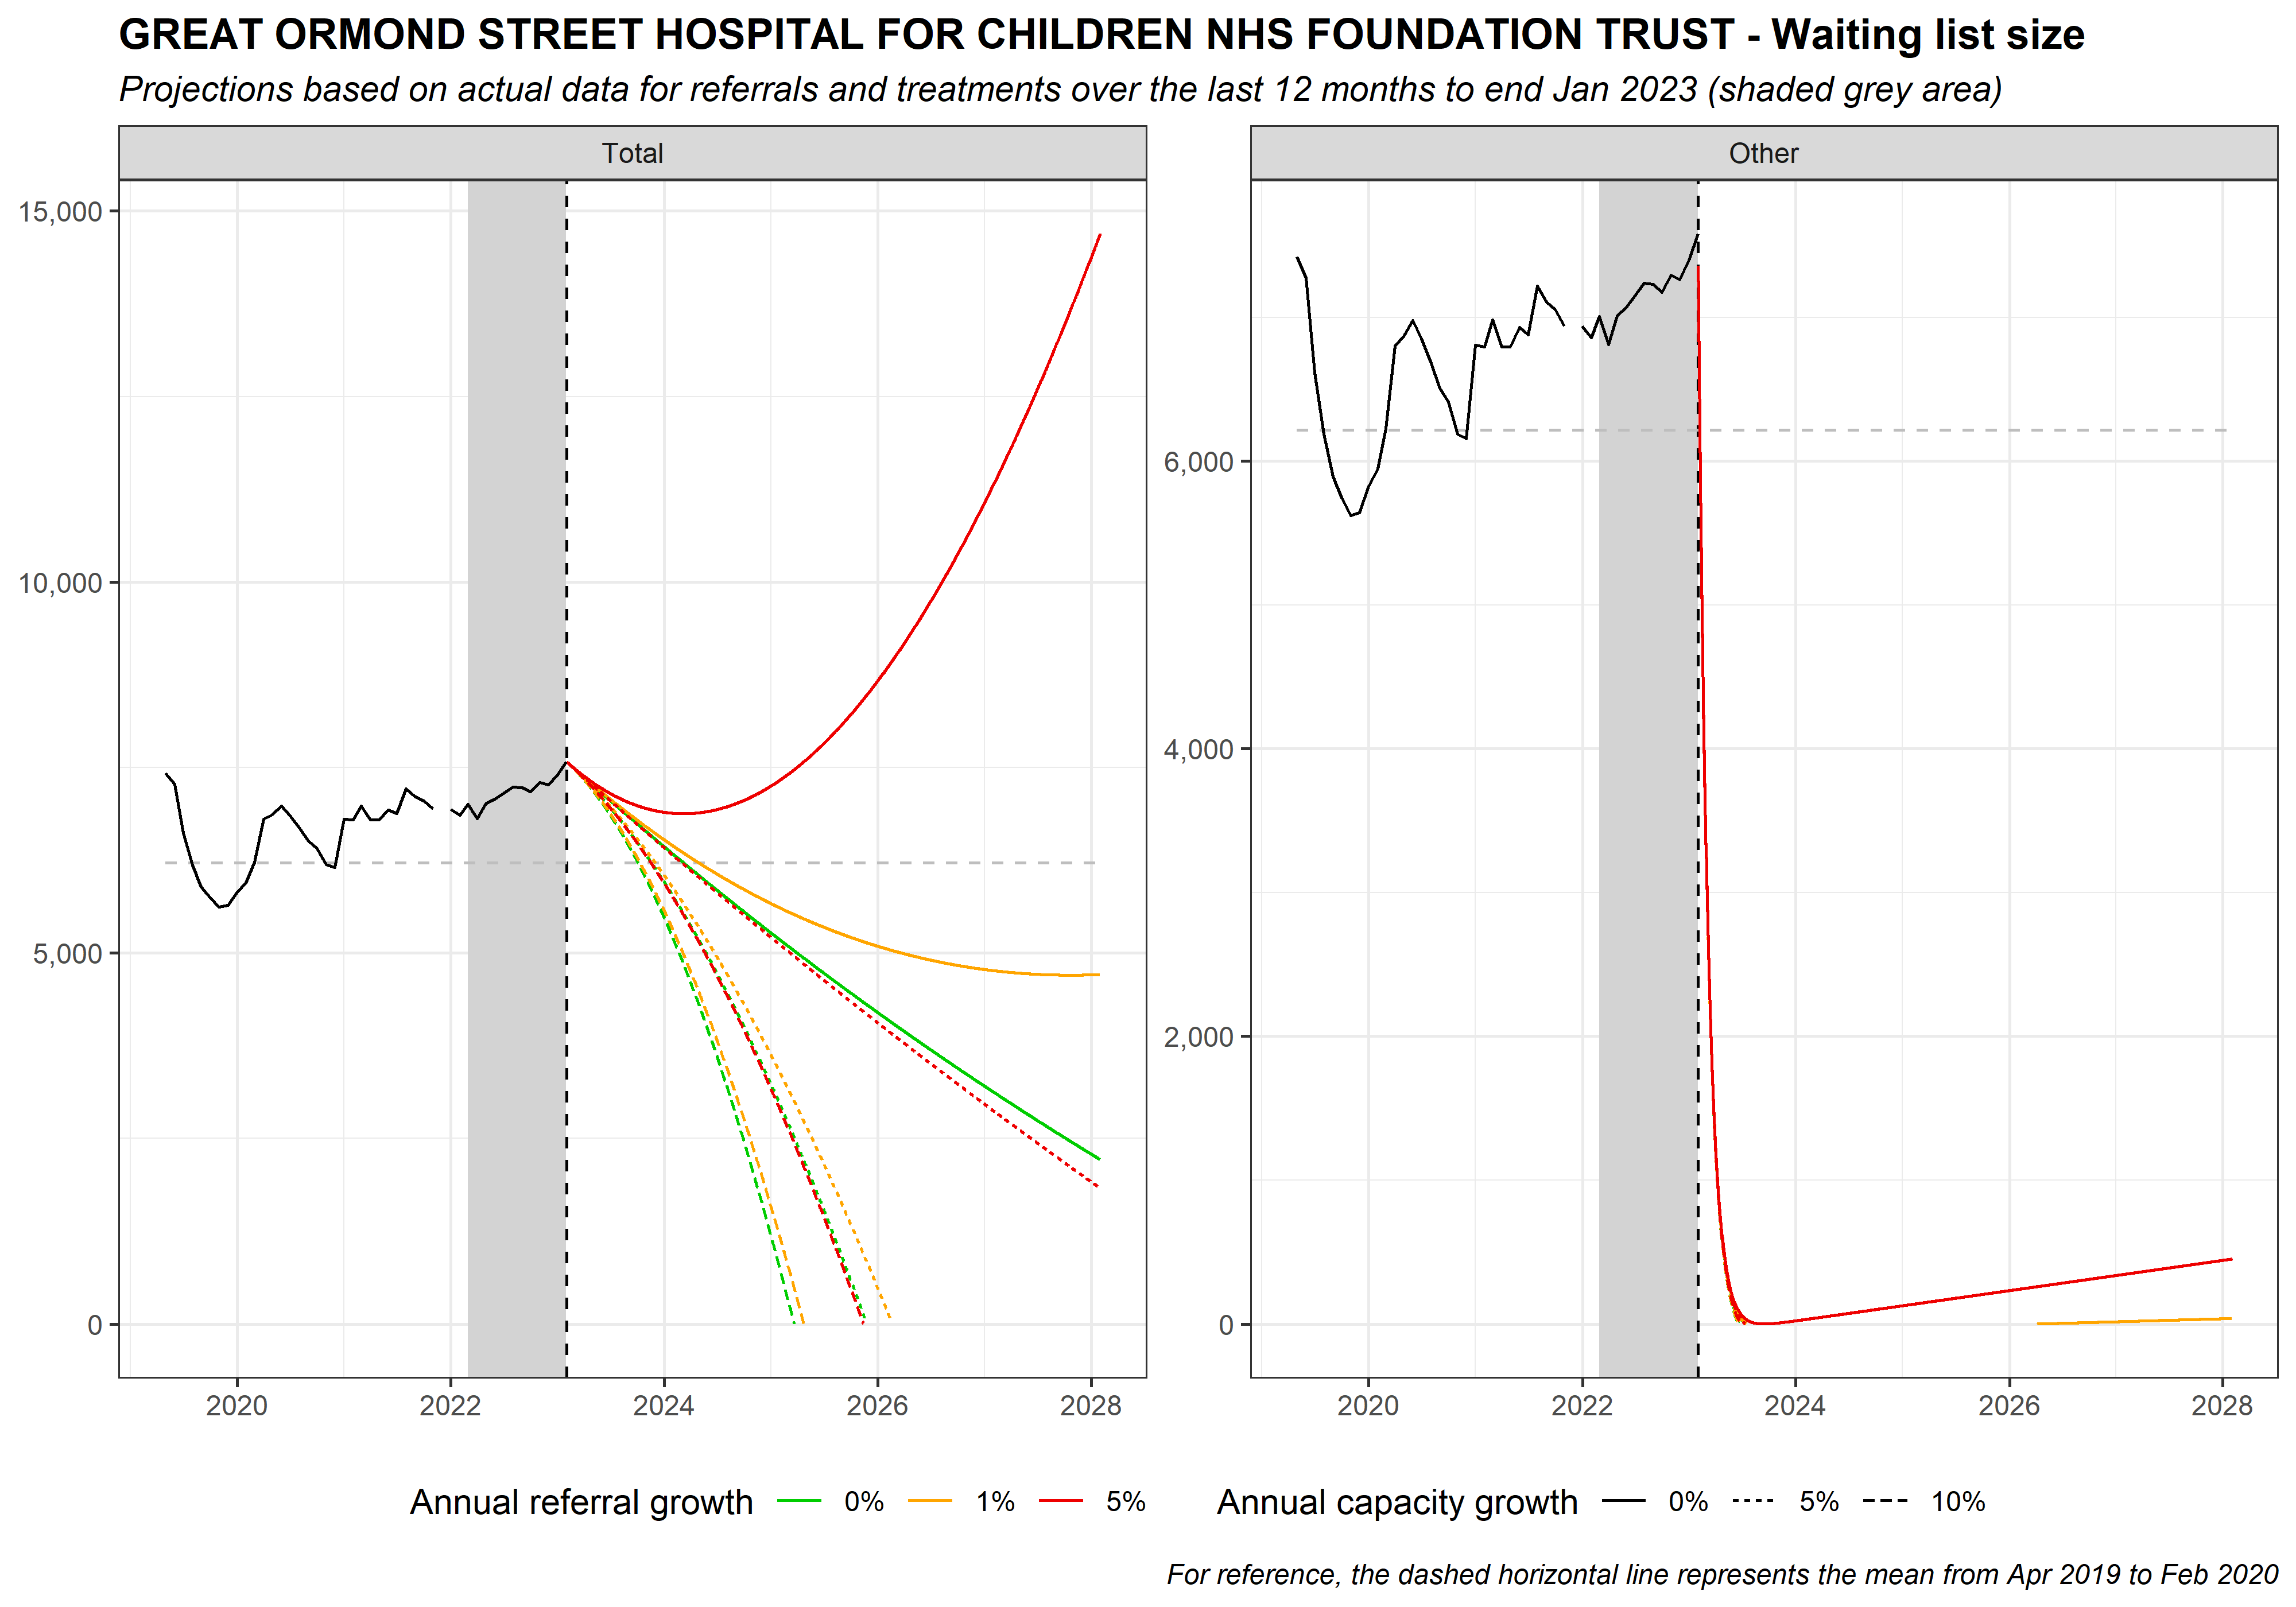 GREAT ORMOND STREET HOSPITAL FOR CHILDREN NHS FOUNDATION TRUST - Waiting list size
Projections based on actual data for referrals and treatments over the last 12 months to end Jan 2023 (shaded grey area)
Total
Other
15,000
10,000
5,000
0
6,000
4,000
2,000
0
2020 2022 2024 2026 2028
2020 2022 2024 2026 2028
Annual referral growth 0% 1% 5%
Annual capacity growth 0% 5% 10%
For reference, the dashed horizontal line represents the mean from Apr 2019 to Feb 2020